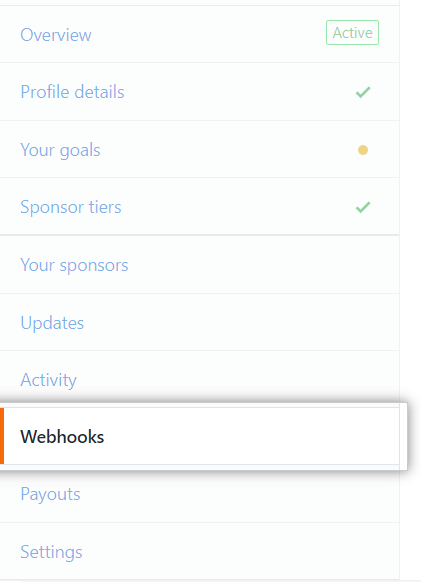 Overview Active
Profile details
Your goals
Sponsor tiers
Your sponsors
Updates
Activity
Webhooks
Payouts
Settings